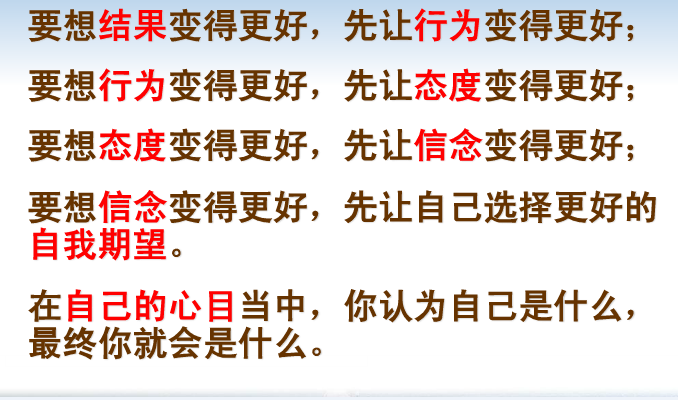 要想结果变得更好，先让行为变得更好；
要想行为变得更好，先让态度变得更好；
要想态度变得更好，先让信念变得更好；
要想信念变得更好，先让自己选择更好的
自我期望。
在自己的心目当中，你认为自己是什么，
最终你就会是什么。